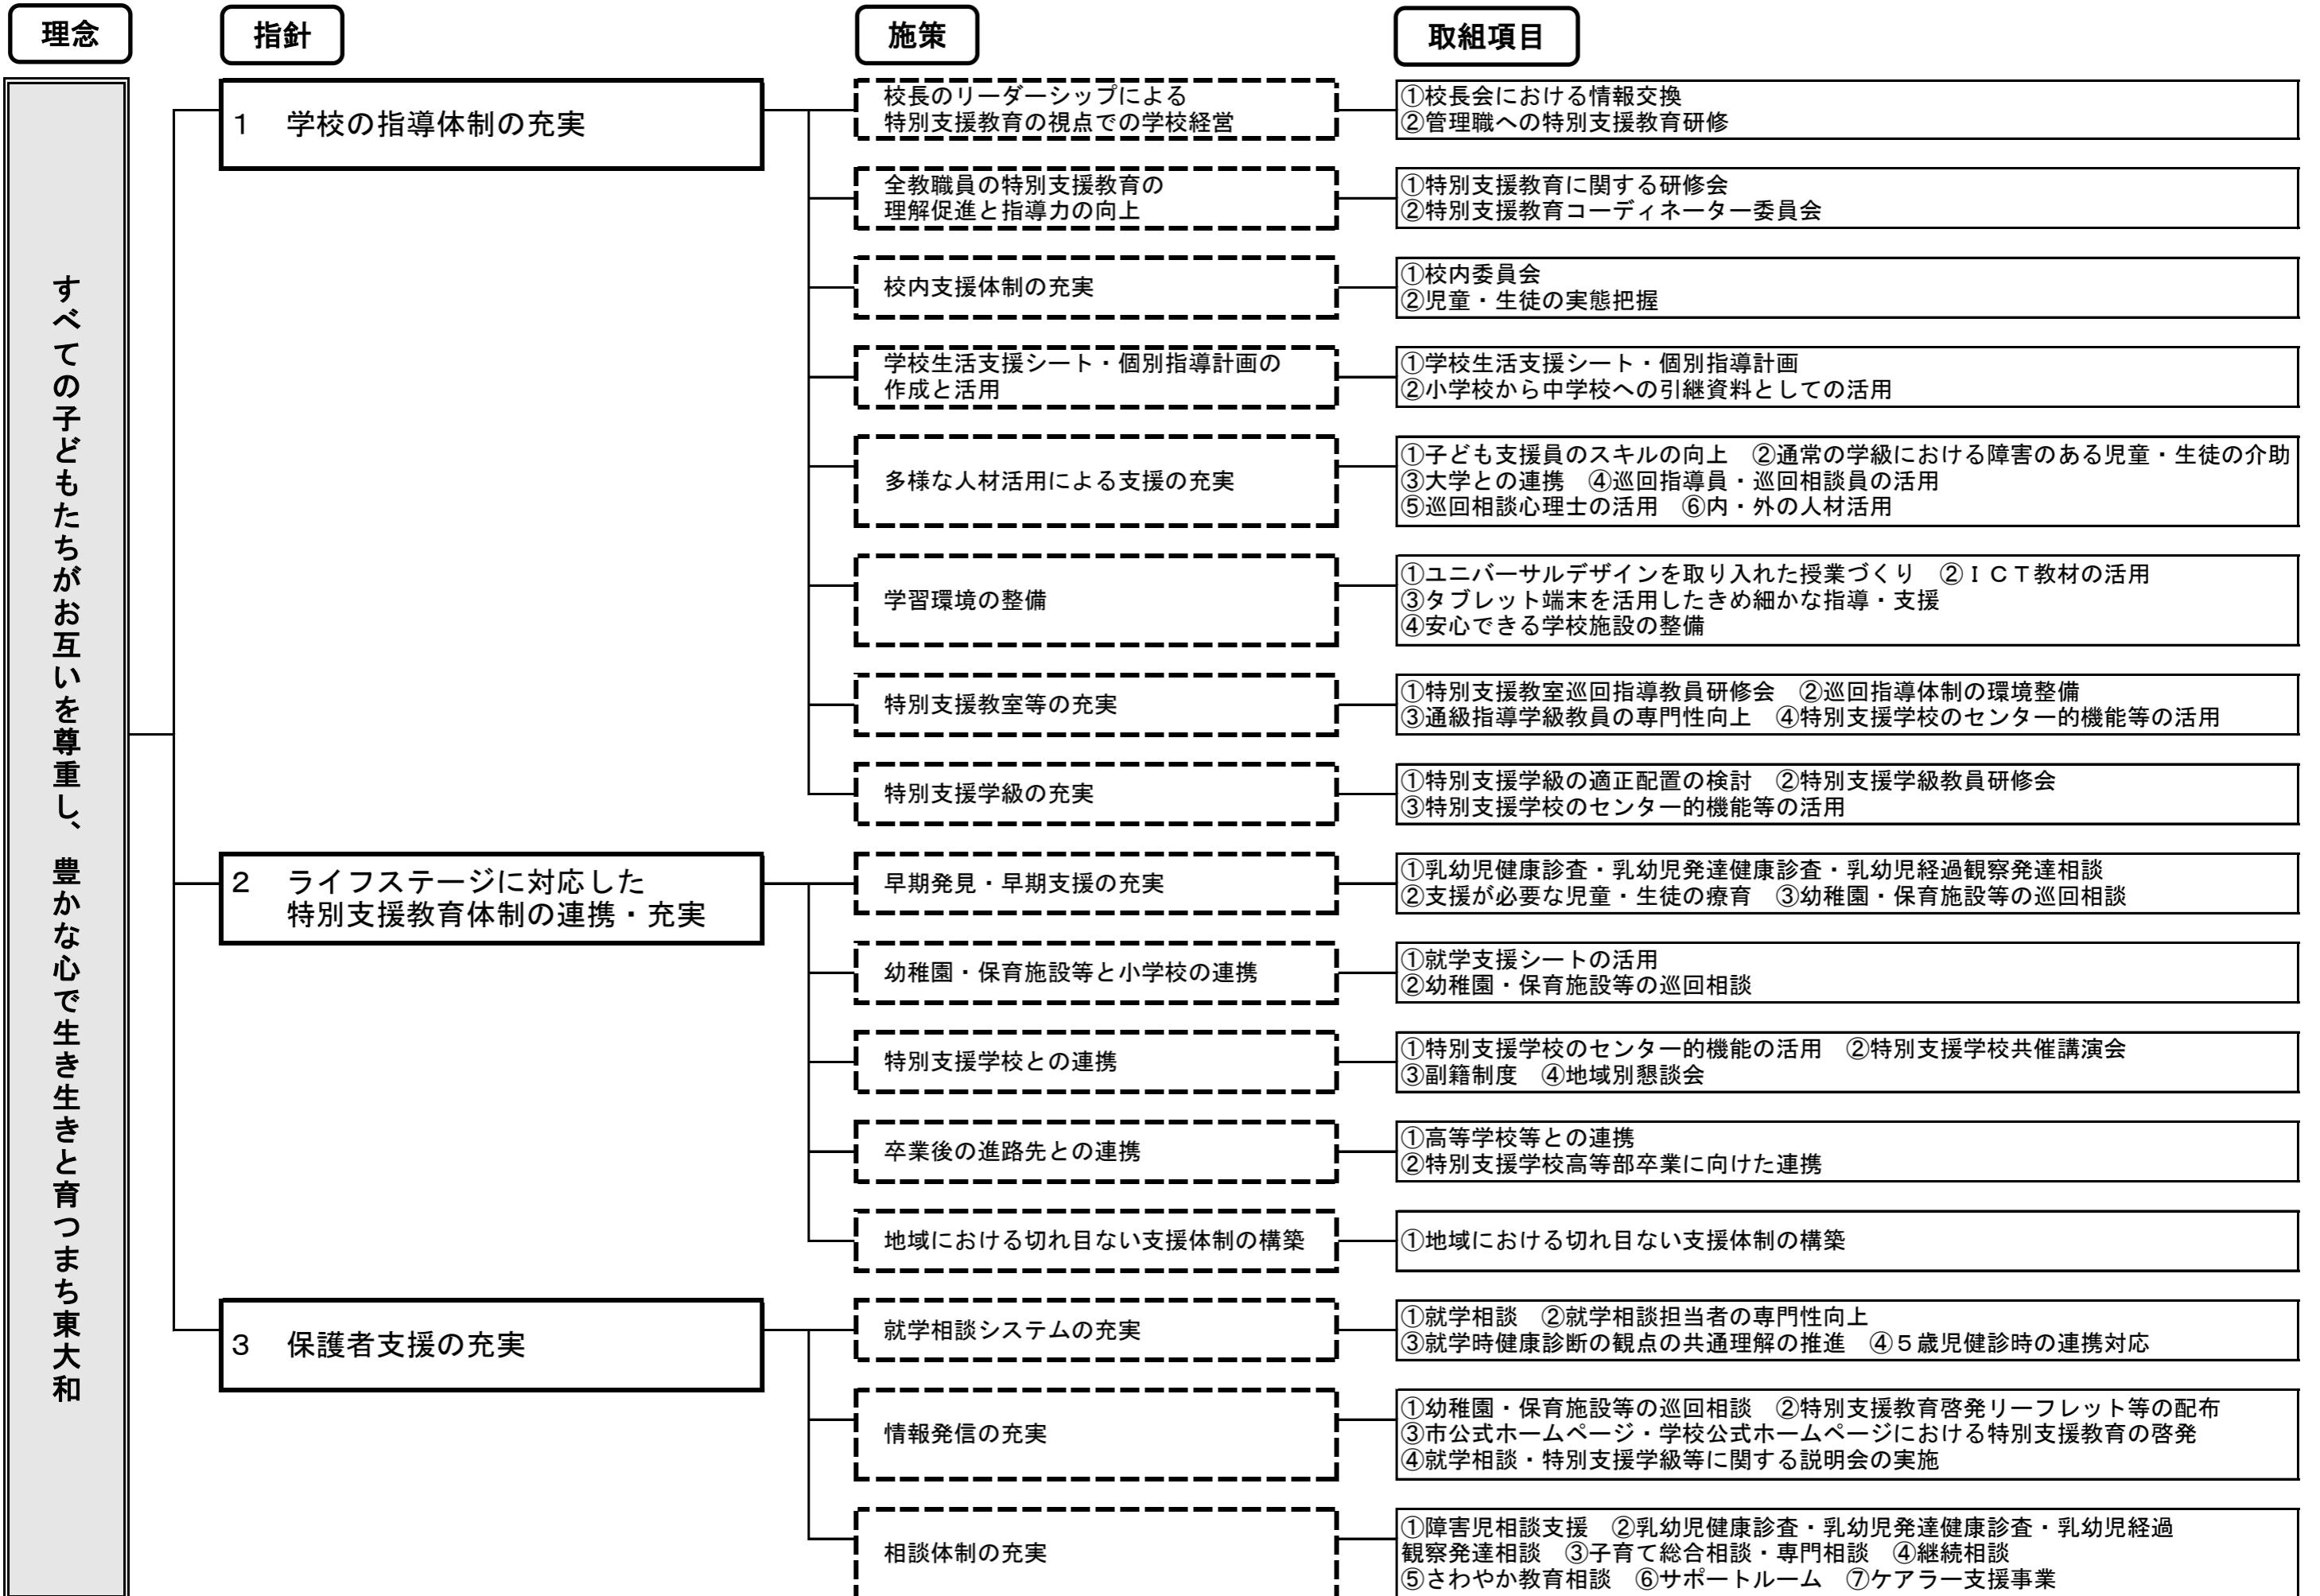 理念
指針
施策
取組項目
すべての子どもたちがお互いを尊重し、豊かな心で生き生きと育つまち東大和
1 学校の指導体制の充実
校長のリーダーシップによる
特別支援教育の視点での学校経営
①校長会における情報交換
②管理職への特別支援教育研修
全教職員の特別支援教育の
理解促進と指導力の向上
①特別支援教育に関する研修会
②特別支援教育コーディネーター委員会
校内支援体制の充実
①校内委員会
②児童・生徒の実態把握
学校生活支援シート・個別指導計画の
作成と活用
①学校生活支援シート・個別指導計画
②小学校から中学校への引継資料としての活用
多様な人材活用による支援の充実
①子ども支援員のスキルの向上 ②通常の学級における障害のある児童・生徒の介助
③大学との連携 ④巡回指導員・巡回相談員の活用
⑤巡回相談心理士の活用 ⑥内・外の人材活用
学習環境の整備
①ユニバーサルデザインを取り入れた授業づくり ②ＩＣＴ教材の活用
③タブレット端末を活用したきめ細かな指導・支援
④安心できる学校施設の整備
特別支援教室等の充実
①特別支援教室巡回指導教員研修会 ②巡回指導体制の環境整備
③通級指導学級教員の専門性向上 ④特別支援学校のセンター的機能等の活用
特別支援学級の充実
①特別支援学級の適正配置の検討 ②特別支援学級教員研修会
③特別支援学校のセンター的機能等の活用
2 ライフステージに対応した
特別支援教育体制の連携・充実
早期発見・早期支援の充実
①乳幼児健康診査・乳幼児発達健康診査・乳幼児経過観察発達相談
②支援が必要な児童・生徒の療育 ③幼稚園・保育施設等の巡回相談
幼稚園・保育施設等と小学校の連携
①就学支援シートの活用
②幼稚園・保育施設等の巡回相談
特別支援学校との連携
①特別支援学校のセンター的機能の活用 ②特別支援学校共催講演会
③副籍制度 ④地域別懇談会
卒業後の進路先との連携
①高等学校等との連携
②特別支援学校高等部卒業に向けた連携
地域における切れ目ない支援体制の構築
①地域における切れ目ない支援体制の構築
3 保護者支援の充実
就学相談システムの充実
①就学相談 ②就学相談担当者の専門性向上
③就学時健康診断の観点の共通理解の推進 ④５歳児健診時の連携対応
情報発信の充実
①幼稚園・保育施設等の巡回相談 ②特別支援教育啓発リーフレット等の配布
③市公式ホームページ・学校公式ホームページにおける特別支援教育の啓発
④就学相談・特別支援学級等に関する説明会の実施
相談体制の充実
①障害児相談支援 ②乳幼児健康診査・乳幼児発達健康診査・乳幼児経過
観察発達相談 ③子育て総合相談・専門相談 ④継続相談
⑤さわやか教育相談 ⑥サポートルーム ⑦ケアラー支援事業